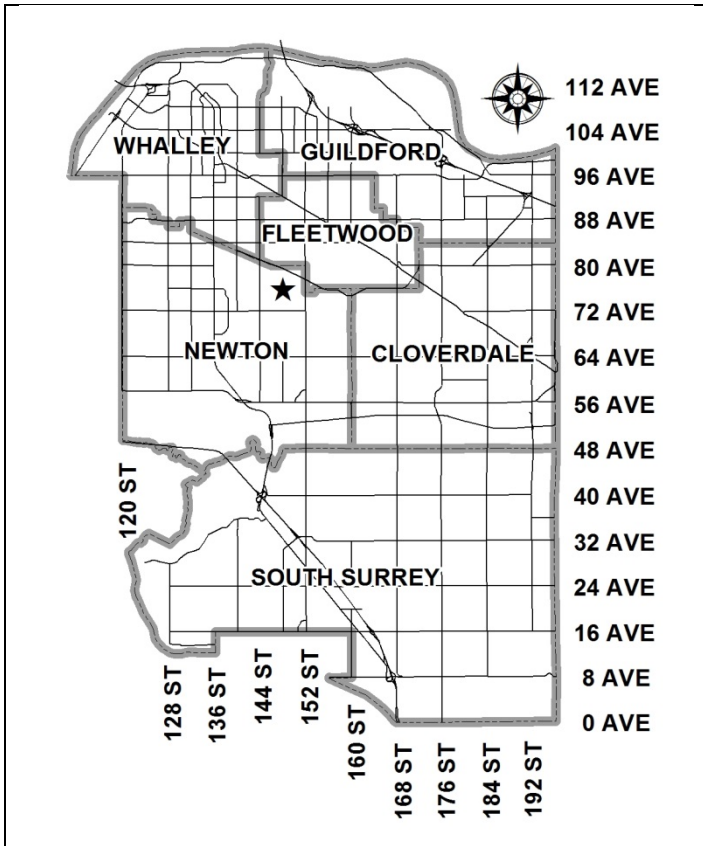 112 AVE
104 AVE
WHALLEY
GUILDFORD
96 AVE
88 AVE
FLEETWOOD
80 AVE
72 AVE
NEWTON
CLOVERDALE
64 AVE
56 AVE
48 AVE
120 ST
40 AVE
32 AVE
SOUTH SURREY
24 AVE
16 AVE
8 AVE
0 AVE
128 ST
136 ST
144 ST
152 ST
160 ST
168 ST
176 ST
184 ST
192 ST